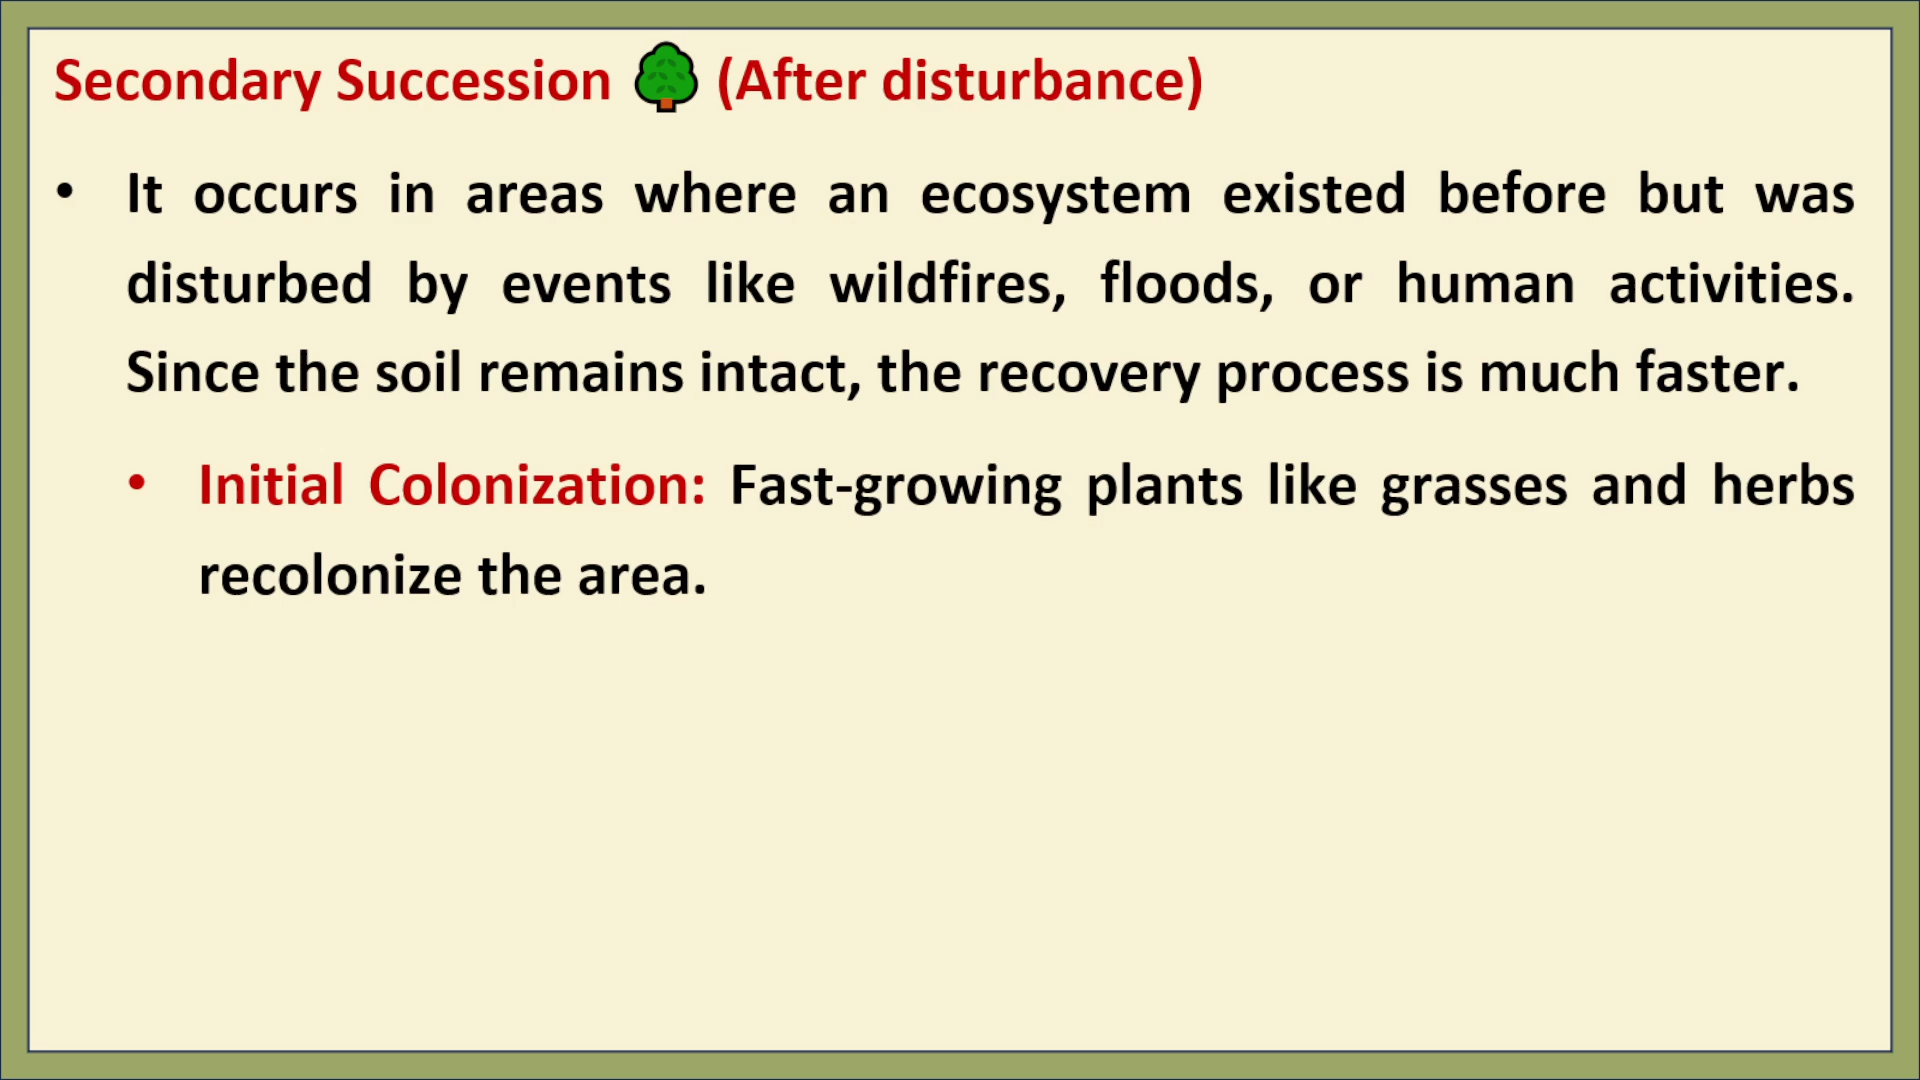 Secondary Succession 🌳 (After disturbance)
• It occurs in areas where an ecosystem existed before but was
disturbed by events like wildfires, floods, or human activities.
Since the soil remains intact, the recovery process is much faster.
• Initial Colonization: Fast-growing plants like grasses and herbs
recolonize the area.